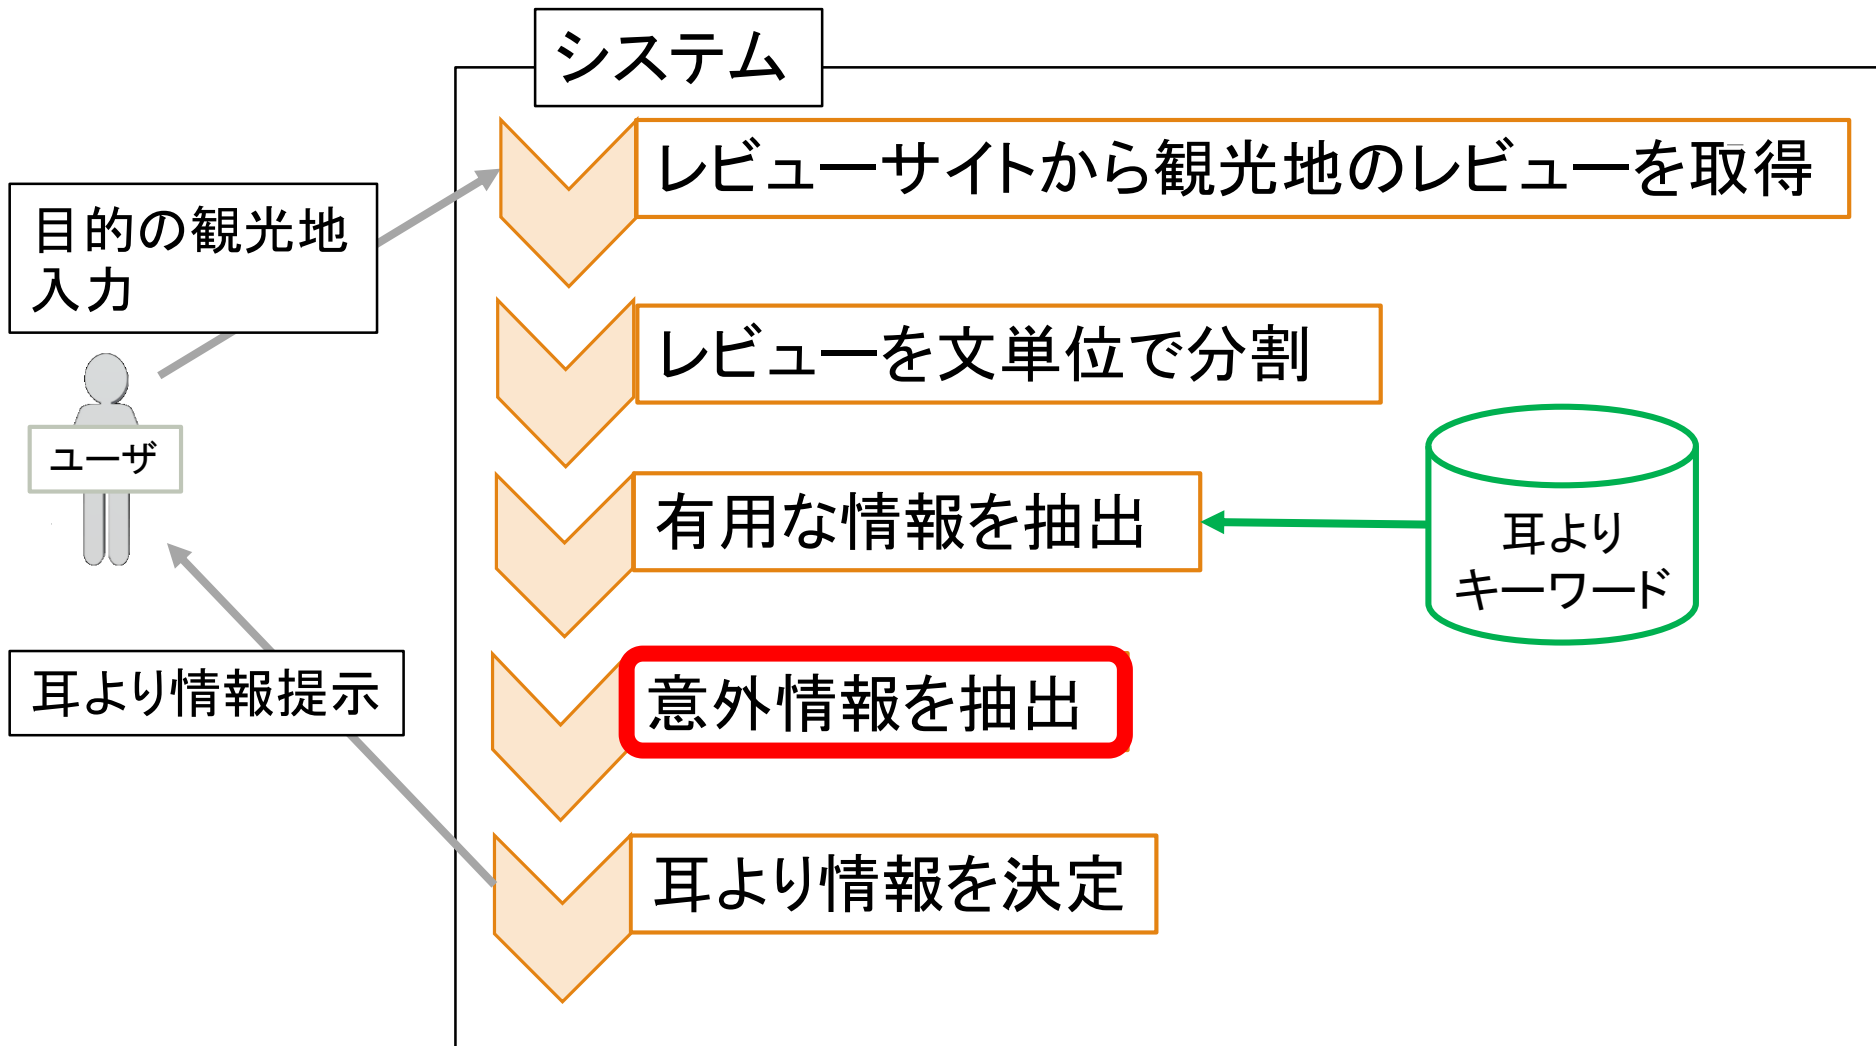 システム
レビューサイトから観光地のレビューを取得
目的の観光地
入力
レビューを文単位で分割
ユーザ
有用な情報を抽出
耳より
キーワード
意外情報を抽出
耳より情報提示
耳より情報を決定